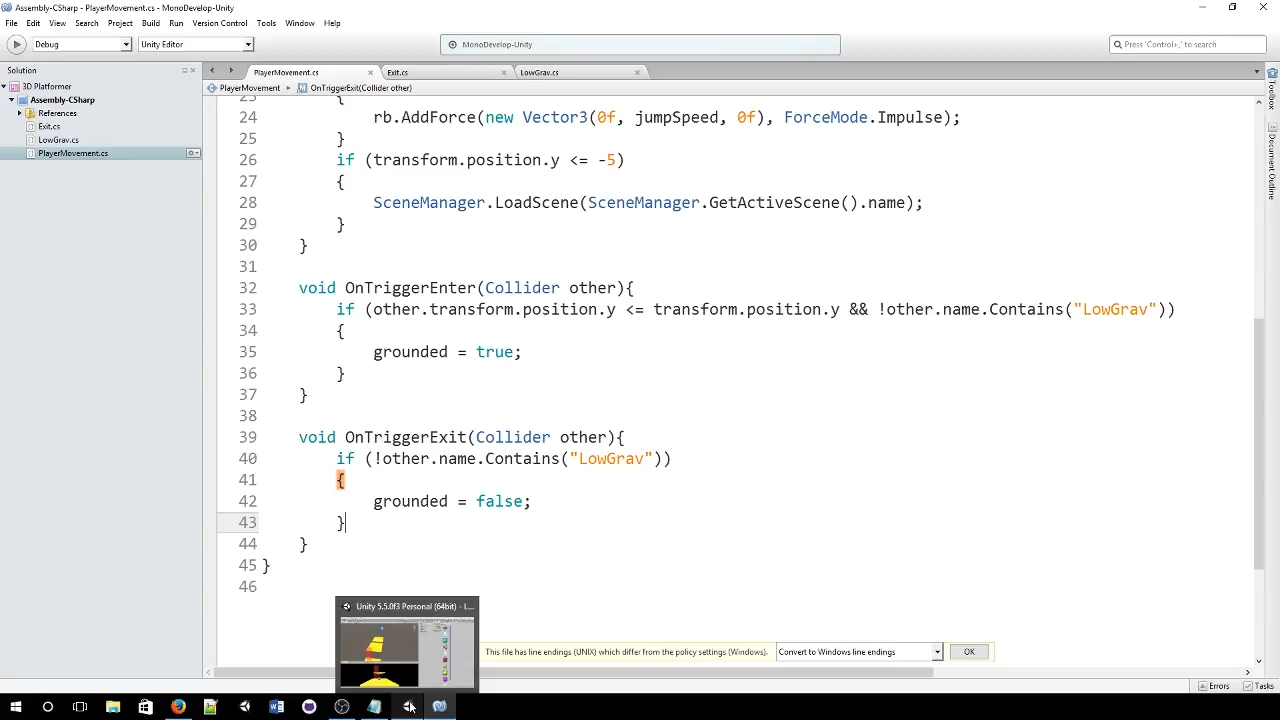 Assembly-CSharp - PlayerMovement.cs - MonoDevelop-Unity
File Edit View Search Project Build Run Version Control Tools Window Help
Debug Unity Editor MonoDevelop-Unity Press 'Control+,' to search
Solution PlayerMovement.cs Exit.cs LowGrav.cs
3D Platformer
Assembly-CSharp
References
Exit.cs
LowGrav.cs
PlayerMovement.cs
PlayerMovement OnTriggerExit(Collider other)
23 {
24 rb.AddForce(new Vector3(0f, jumpSpeed, 0f), ForceMode.Impulse);
25 }
26 if (transform.position.y <= -5)
27 {
28 SceneManager.LoadScene(SceneManager.GetActiveScene().name);
29 }
30 }
31
32 void OnTriggerEnter(Collider other){
33 if (other.transform.position.y <= transform.position.y && !other.name.Contains("LowGrav"))
34 {
35 grounded = true;
36 }
37 }
38
39 void OnTriggerExit(Collider other){
40 if (!other.name.Contains("LowGrav"))
41 {
42 grounded = false;
43 }
44 }
45 }
46
Toolbox
Document Outline
Unity 5.5.0f3 Personal (64bit) - L...
This file has line endings (UNIX) which differ from the policy settings (Windows). Convert to Windows line endings OK
Errors Tasks